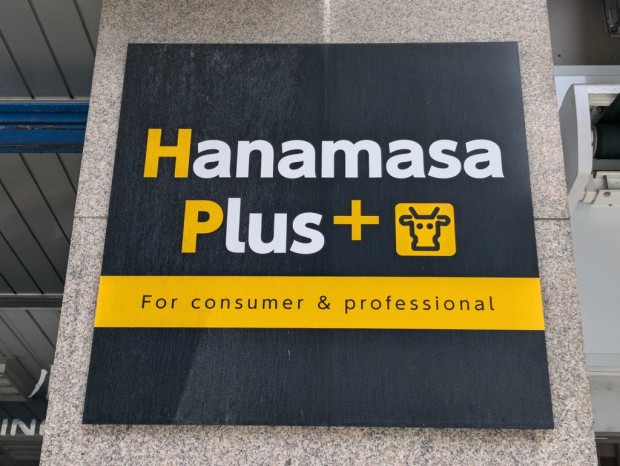 Hanamasa
Plus+
For consumer & professional